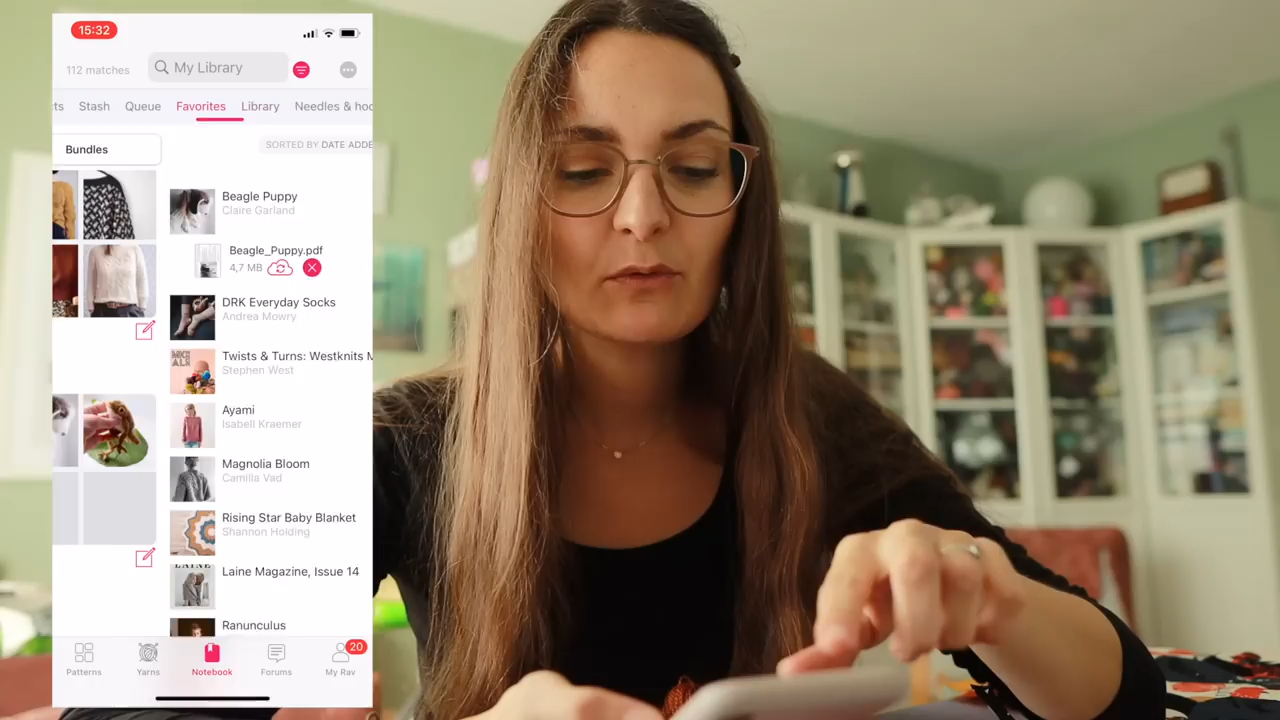 15:32
112 matches
My Library
ts Stash Queue Favorites Library Needles & hoo
Bundles
SORTED BY DATE ADDE
Beagle Puppy
Claire Garland
Beagle_Puppy.pdf
4,7 MB
DRK Everyday Socks
Andrea Mowry
Twists & Turns: Westknits M
Stephen West
Ayami
Isabell Kraemer
Magnolia Bloom
Camilla Vad
Rising Star Baby Blanket
Shannon Holding
LAINE
Laine Magazine, Issue 14
Ranunculus
20
Patterns Yarns Notebook Forums My Rav